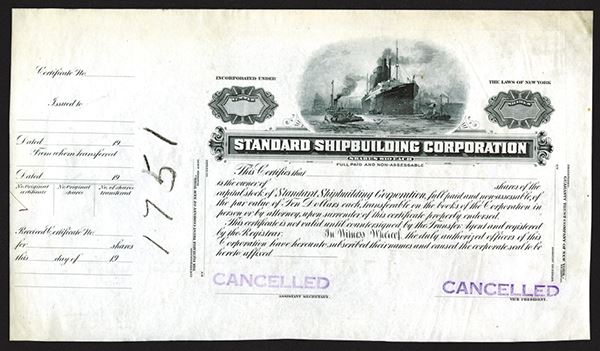 Certificate No.
Issued to
Dated 19
From whom transferred
Dated 19
No. Original certificate
No. Original shares
No. of shares transferred
Received Certificate No.
for shares
this day of 19
1751
INCORPORATED UNDER
THE LAWS OF NEW YORK
STANDARD SHIPBUILDING CORPORATION
SHARES $10 EACH
FULL PAID AND NON-ASSESSABLE
This Certifies that
is the owner of shares of the
capital stock of Standard Shipbuilding Corporation, full paid and non-assessable, of
the par value of Ten Dollars each, transferable on the books of the Corporation in
person or by attorney, upon surrender of this certificate properly endorsed.
This certificate is not valid until countersigned by the Transfer Agent and registered
by the Registrar. In Witness Whereof, the duly authorized officers of this
Corporation have hereunto subscribed their names and caused the corporate seal to be
hereto affixed
CANCELLED
CANCELLED
ASSISTANT SECRETARY.
VICE PRESIDENT.